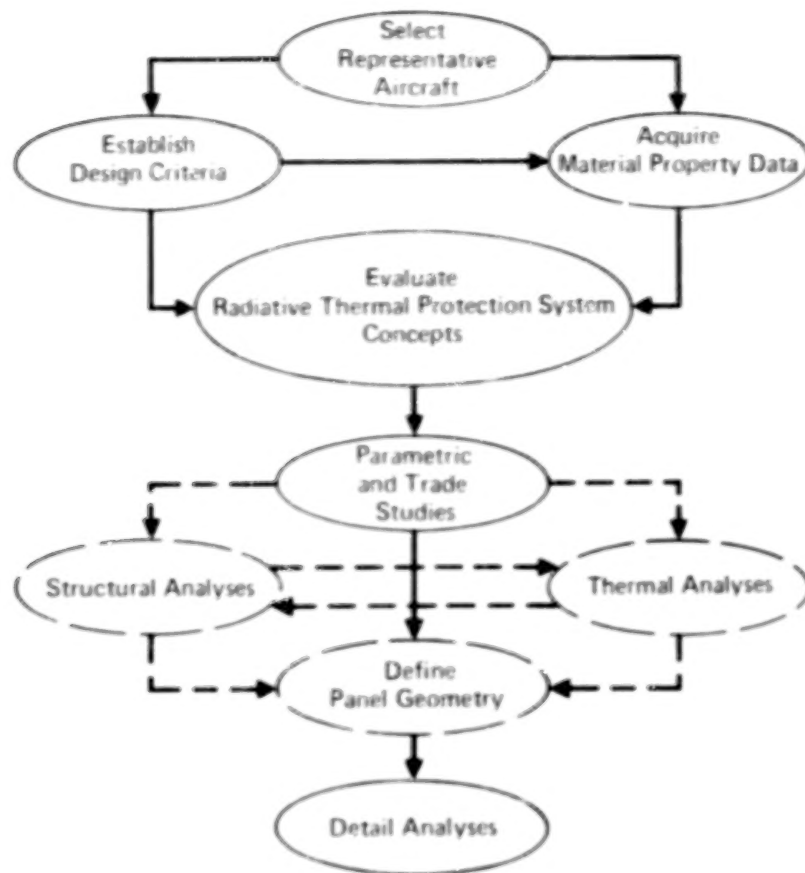 Select
Representative
Aircraft
Establish
Design Criteria
Acquire
Material Property Data
Evaluate
Radiative Thermal Protection System
Concepts
Parametric
and Trade
Studies
Structural Analyses
Thermal Analyses
Define
Panel Geometry
Detail Analyses